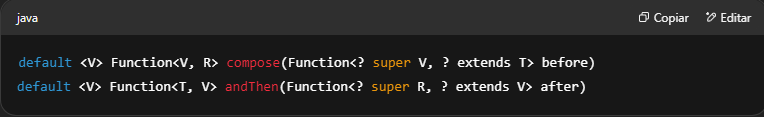 java Copiar Editar
default <V> Function<V, R> compose(Function<? super V, ? extends T> before)
default <V> Function<T, V> andThen(Function<? super R, ? extends V> after)